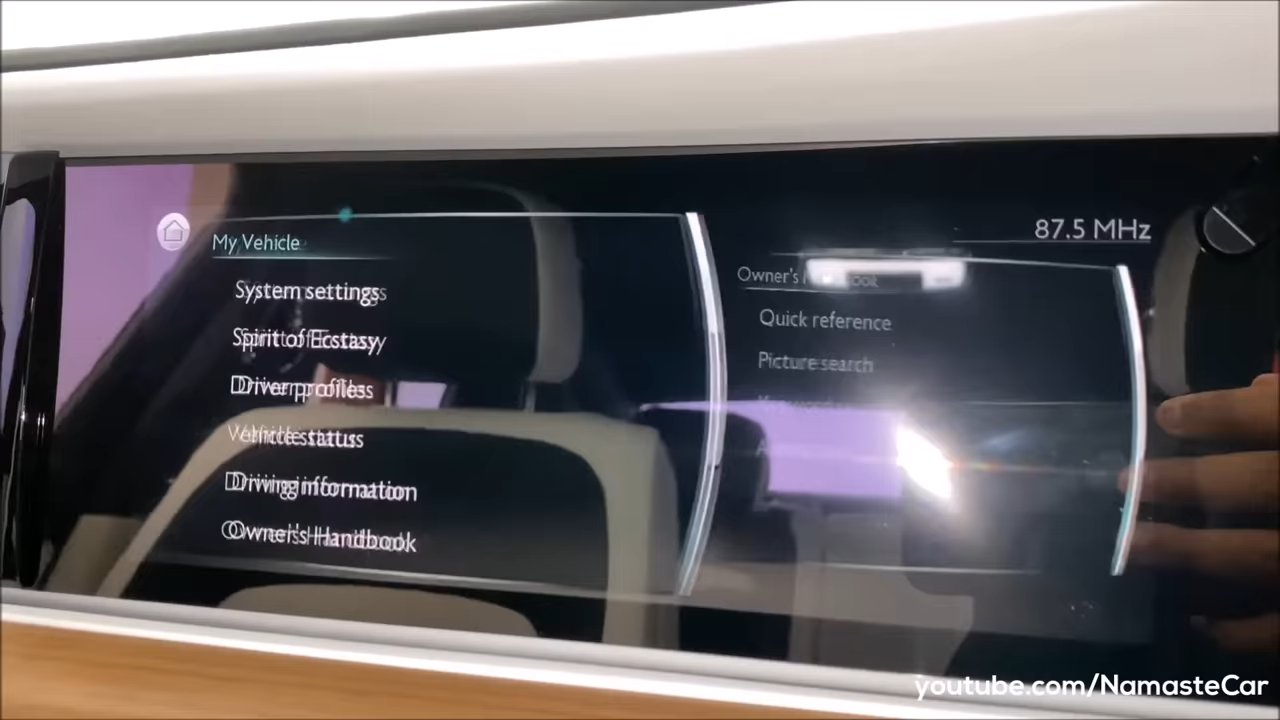 87.5 MHz
My Vehicle
System settings
Spirit of Ecstasy
Driver profiles
Vehicle status
Driving information
Owner's Handbook
Owner's
Quick reference
Picture search
youtube.com/NamasteCar